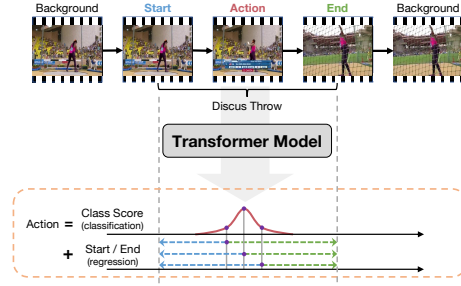 Background Start Action End Background
Discus Throw
Transformer Model
Action = Class Score
(classification)
+ Start / End
(regression)